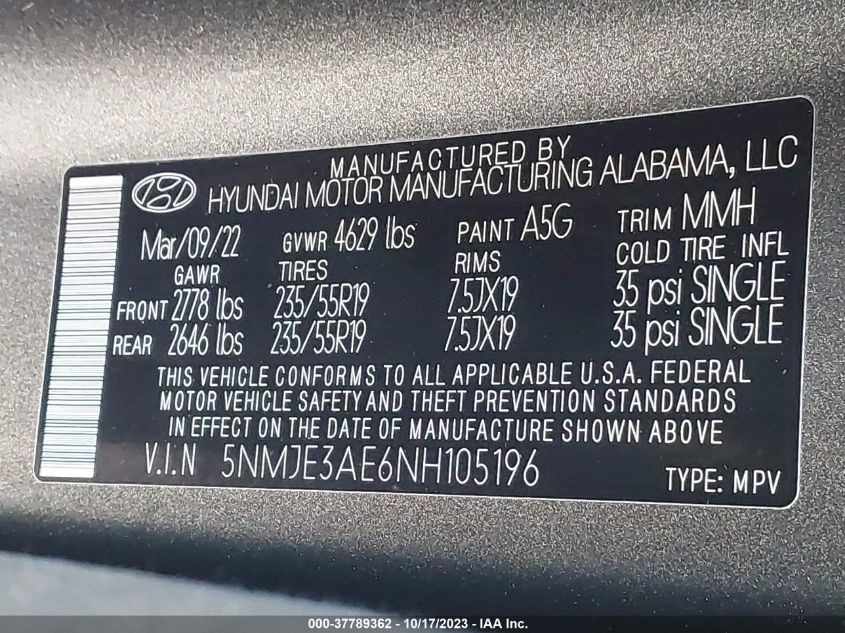 MANUFACTURED BY
HYUNDAI MOTOR MANUFACTURING ALABAMA, LLC
Mar/09/22 GVWR 4629 lbs PAINT A5G TRIM MMH
GAWR TIRES RIMS COLD TIRE INFL
FRONT 2778 lbs 235/55R19 7.5JX19 35 psi SINGLE
REAR 2646 lbs 235/55R19 7.5JX19 35 psi SINGLE
THIS VEHICLE CONFORMS TO ALL APPLICABLE U.S.A. FEDERAL
MOTOR VEHICLE SAFETY AND THEFT PREVENTION STANDARDS
IN EFFECT ON THE DATE OF MANUFACTURE SHOWN ABOVE
V.I.N 5NMJE3AE6NH105196 TYPE: MPV
000-37789362 - 10/17/2023 - IAA Inc.